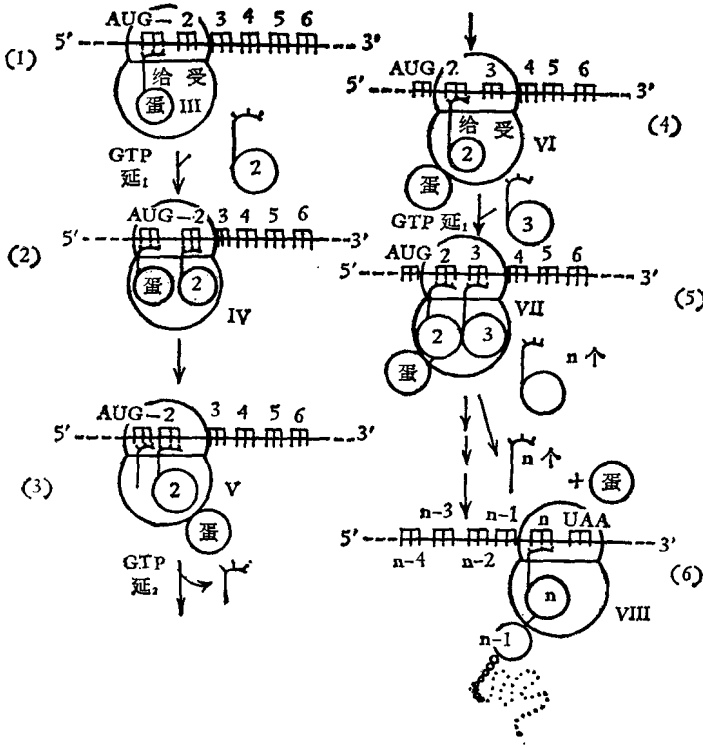 AUG – 2 3 4 5 6
5' 3'
(1)
给 受
蛋 III
GTP
延₁
2
AUG – 2 3 4 5 6
5' 3'
(2)
蛋 2
IV
AUG – 2 3 4 5 6
5' 3'
(3)
2 V
蛋
GTP
延₂
AUG 2 3 4 5 6
5' 3'
(4)
给 受
2 VI
蛋
GTP 延₁
3
AUG 2 3 4 5 6
5' 3'
(5)
VII
2 3
蛋
n 个
n 个
+ 蛋
n-3 n-1 n UAA
5' 3'
n-4 n-2
(6)
n VIII
n-1